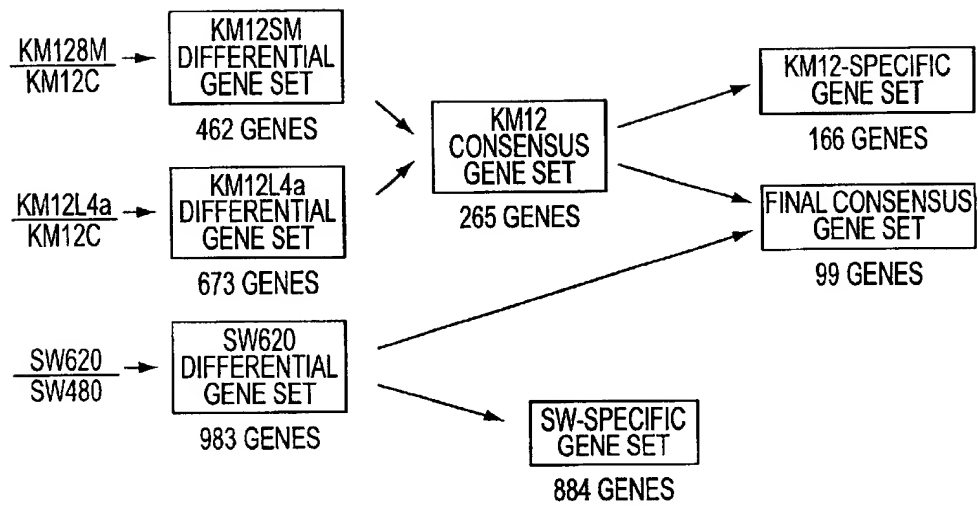 KM128M
KM12C
KM12SM
DIFFERENTIAL
GENE SET
462 GENES
KM12L4a
KM12C
KM12L4a
DIFFERENTIAL
GENE SET
673 GENES
SW620
SW480
SW620
DIFFERENTIAL
GENE SET
983 GENES
KM12
CONSENSUS
GENE SET
265 GENES
KM12-SPECIFIC
GENE SET
166 GENES
FINAL CONSENSUS
GENE SET
99 GENES
SW-SPECIFIC
GENE SET
884 GENES